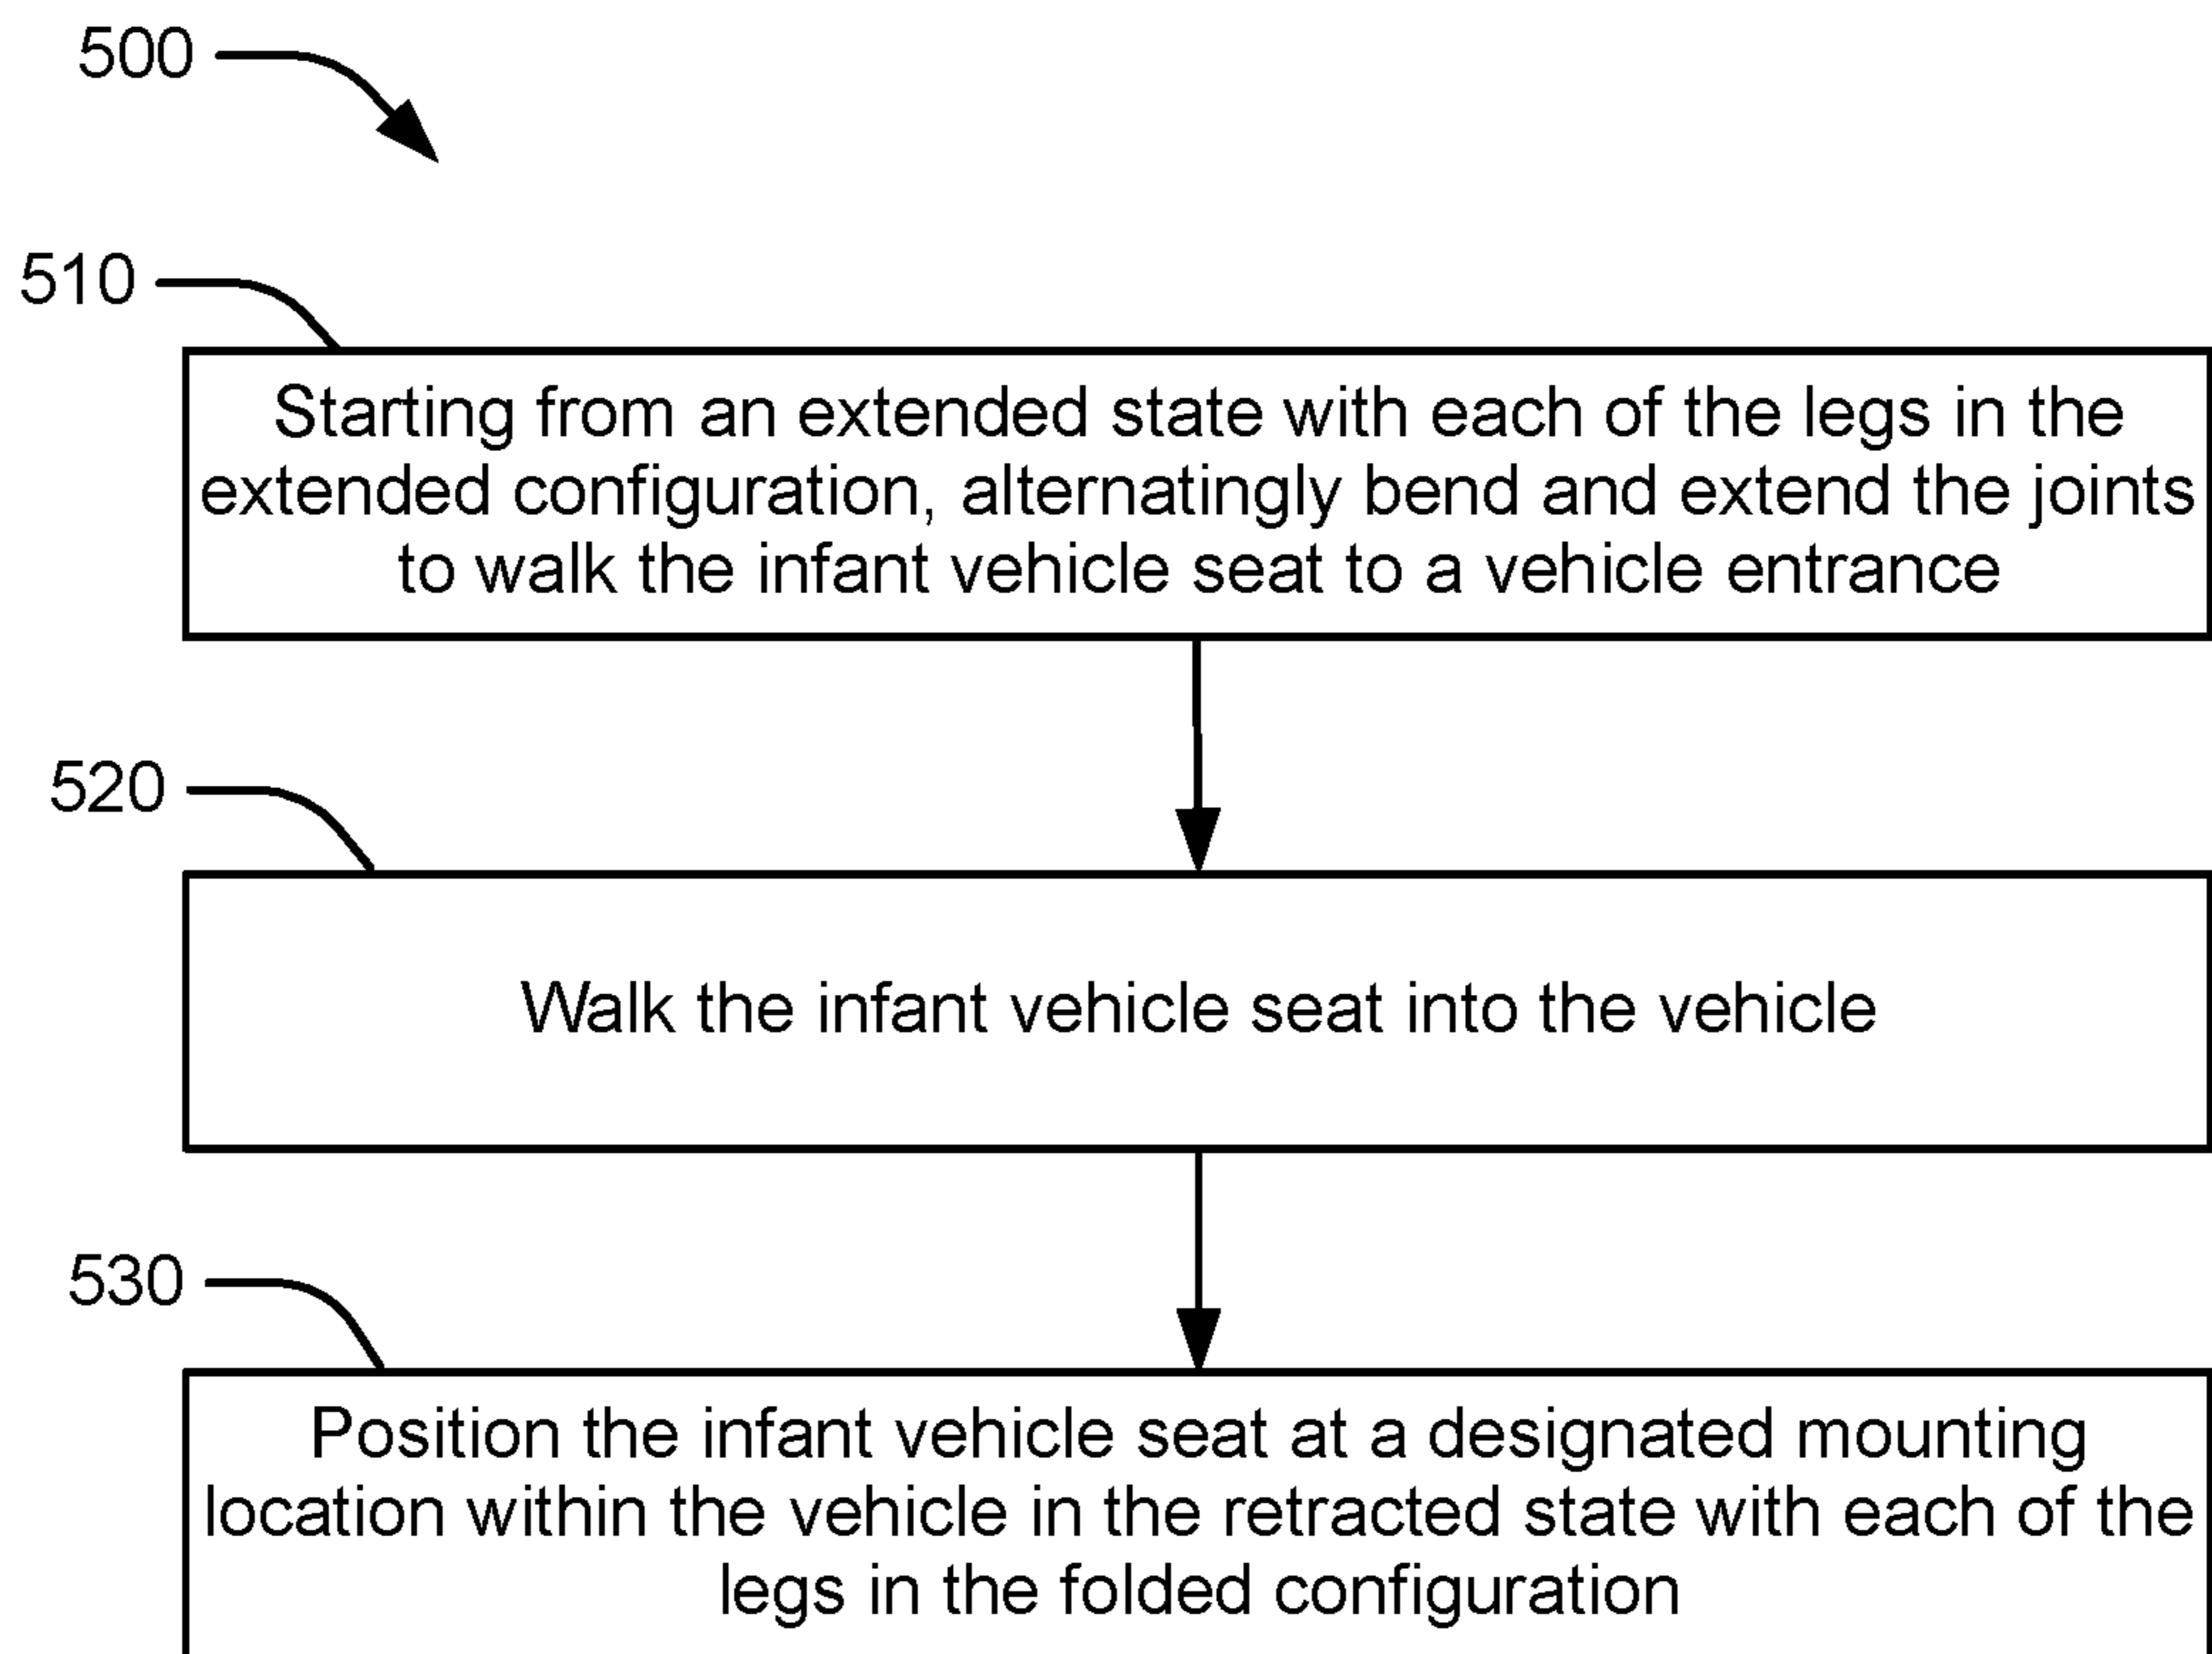 500
510
Starting from an extended state with each of the legs in the
extended configuration, alternatingly bend and extend the joints
to walk the infant vehicle seat to a vehicle entrance
520
Walk the infant vehicle seat into the vehicle
530
Position the infant vehicle seat at a designated mounting
location within the vehicle in the retracted state with each of the
legs in the folded configuration